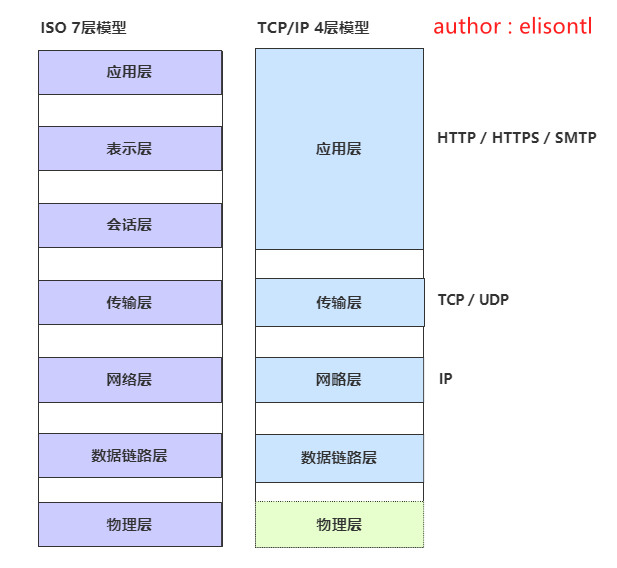 ISO 7层模型
TCP/IP 4层模型
author : elisontl
应用层
表示层
会话层
传输层
网络层
数据链路层
物理层
应用层
传输层
网略层
数据链路层
物理层
HTTP / HTTPS / SMTP
TCP / UDP
IP